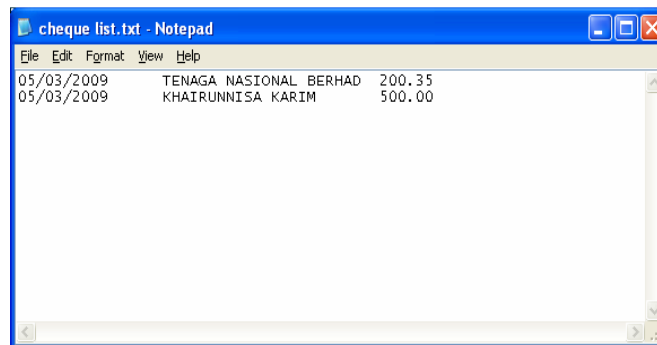 cheque list.txt - Notepad
File Edit Format View Help
05/03/2009 TENAGA NASIONAL BERHAD 200.35
05/03/2009 KHAIRUNNISA KARIM 500.00